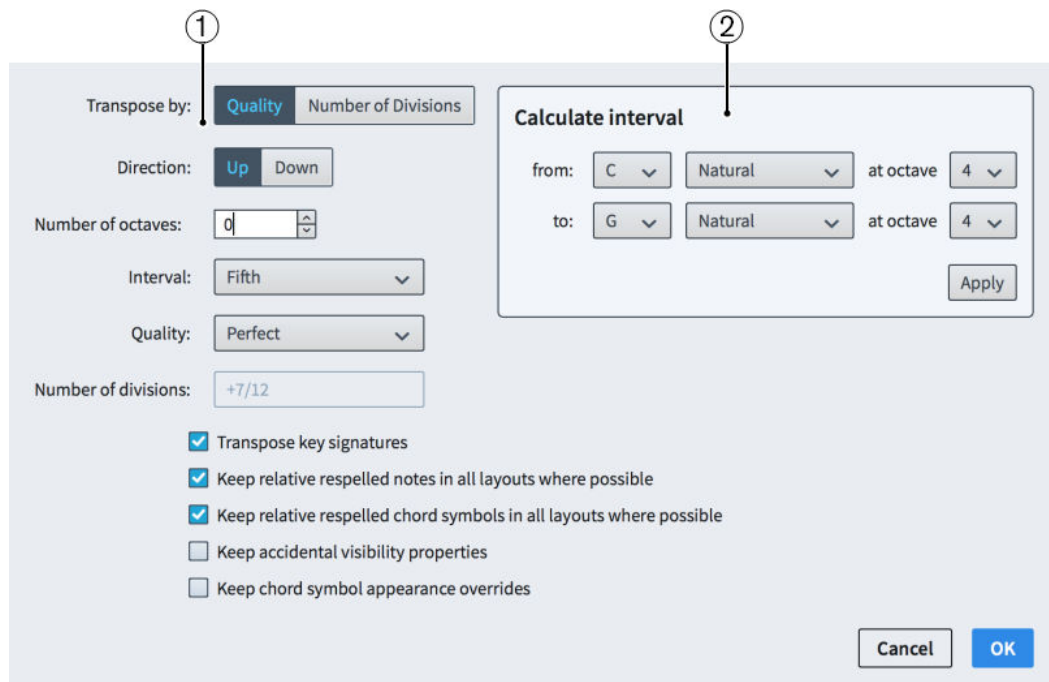 1 2
Transpose by: Quality Number of Divisions
Direction: Up Down
Number of octaves: 0
Interval: Fifth
Quality: Perfect
Number of divisions: +7/12
Transpose key signatures
Keep relative respelled notes in all layouts where possible
Keep relative respelled chord symbols in all layouts where possible
Keep accidental visibility properties
Keep chord symbol appearance overrides
Calculate interval
from: C Natural at octave 4
to: G Natural at octave 4
Apply
Cancel OK